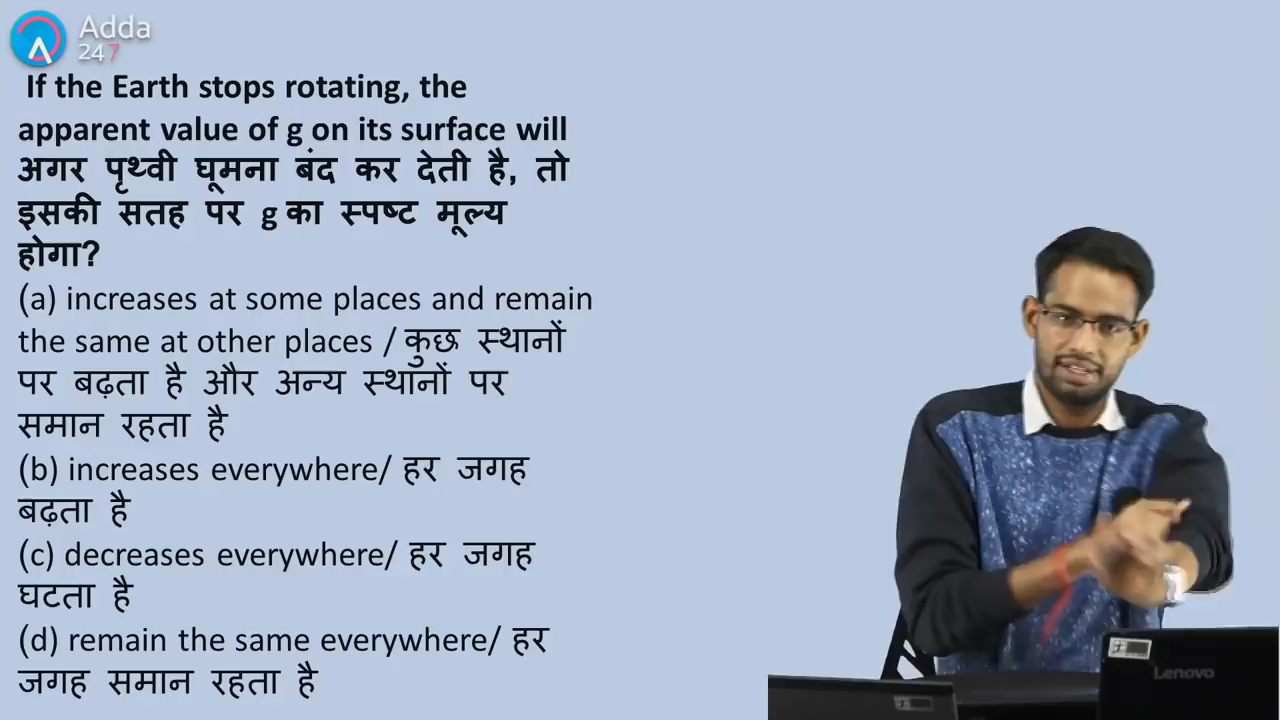 Adda
247
If the Earth stops rotating, the
apparent value of g on its surface will
अगर पृथ्वी घूमना बंद कर देती है, तो
इसकी सतह पर g का स्पष्ट मूल्य
होगा?
(a) increases at some places and remain
the same at other places / कुछ स्थानों
पर बढ़ता है और अन्य स्थानों पर
समान रहता है
(b) increases everywhere/ हर जगह
बढ़ता है
(c) decreases everywhere/ हर जगह
घटता है
(d) remain the same everywhere/ हर
जगह समान रहता है
Lenovo